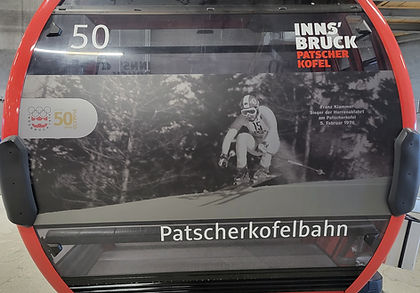 50
INNS'
BRUCK
PATSCHER
KOFEL
Franz Klammer
Sieger der Herrenabfahrt
am Patscherkofel
5. Februar 1976
50
Patscherkofelbahn